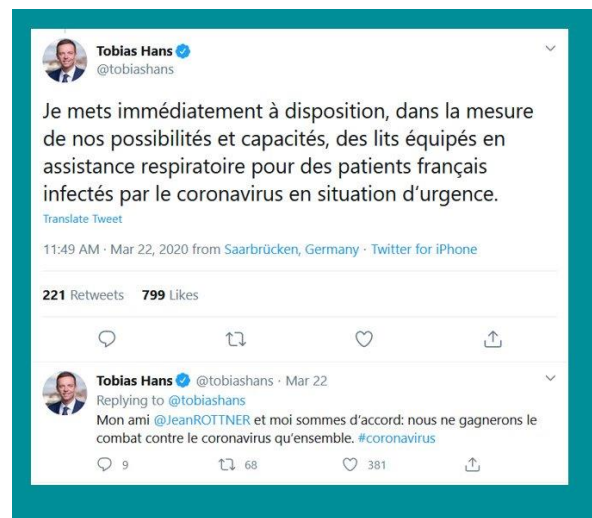 Tobias Hans
@tobiashans
Je mets immédiatement à disposition, dans la mesure
de nos possibilités et capacités, des lits équipés en
assistance respiratoire pour des patients français
infectés par le coronavirus en situation d‘urgence.
Translate Tweet
11:49 AM · Mar 22, 2020 from Saarbrücken, Germany · Twitter for iPhone
221 Retweets 799 Likes
Tobias Hans @tobiashans · Mar 22
Replying to @tobiashans
Mon ami @JeanROTTNER et moi sommes d‘accord: nous ne gagnerons le
combat contre le coronavirus qu‘ensemble. #coronavirus
9 68 381